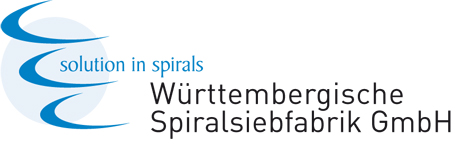 solution in spirals
Württembergische
Spiralsiebfabrik GmbH